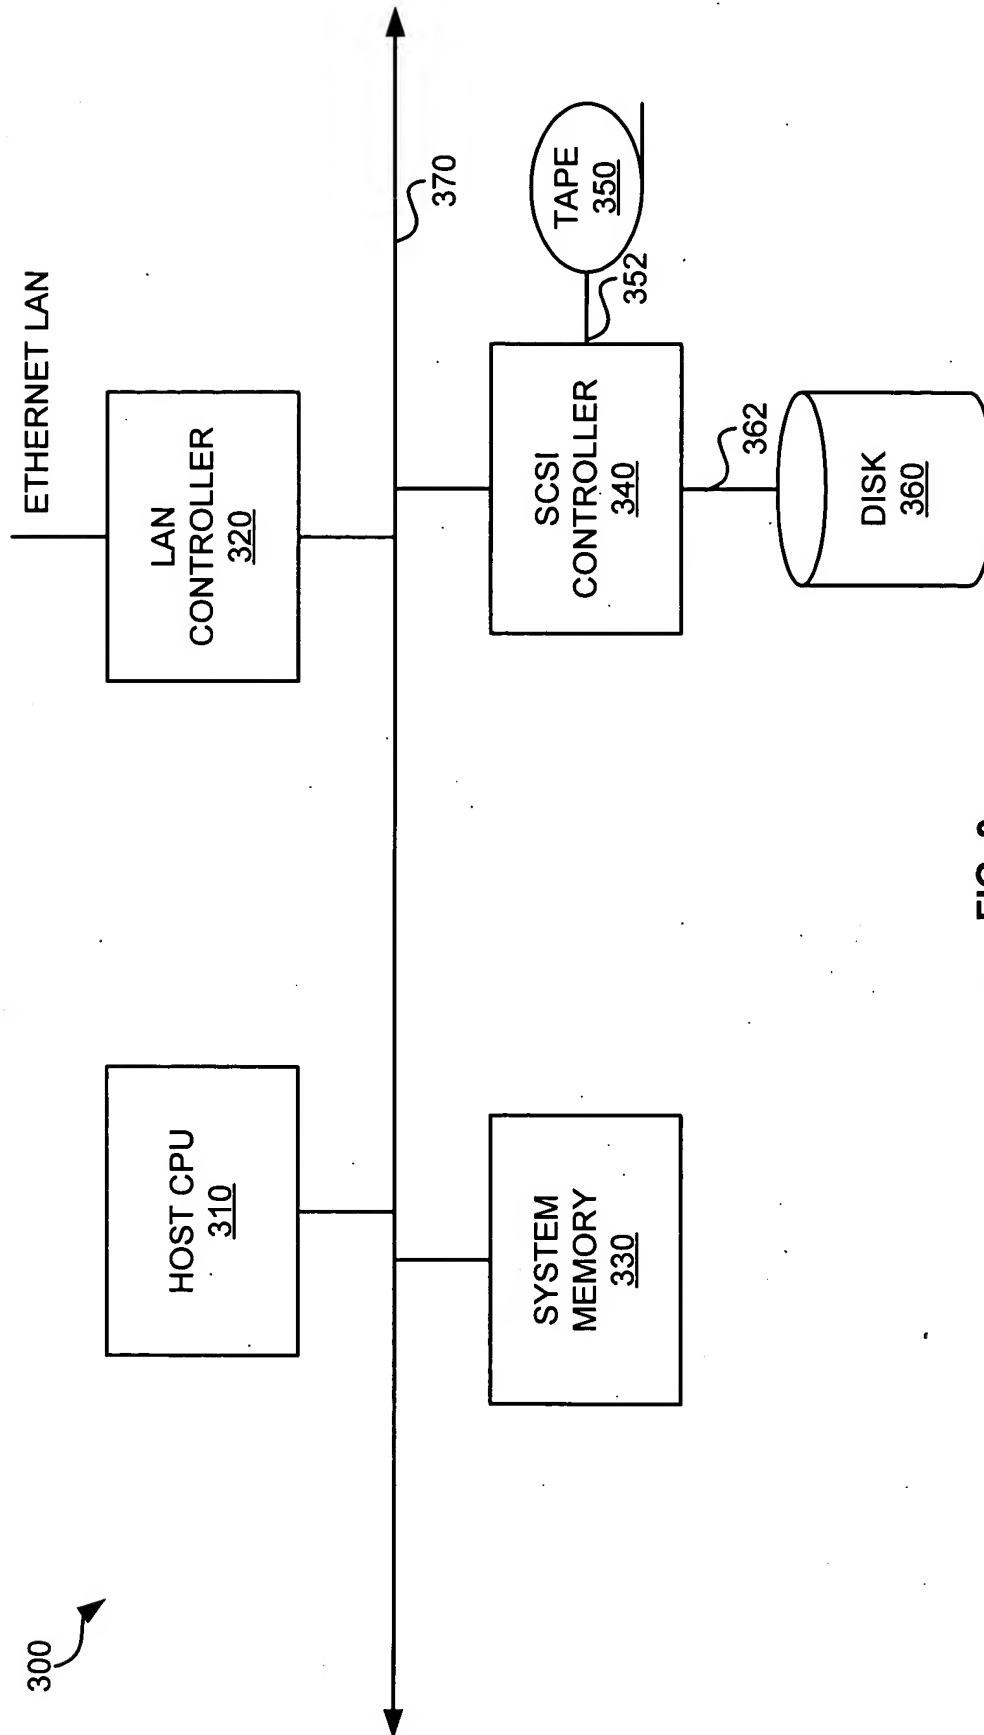 300
ETHERNET LAN
HOST CPU
310
LAN
CONTROLLER
320
370
SYSTEM
MEMORY
330
SCSI
CONTROLLER
340
352
TAPE
350
362
DISK
360
FIG.